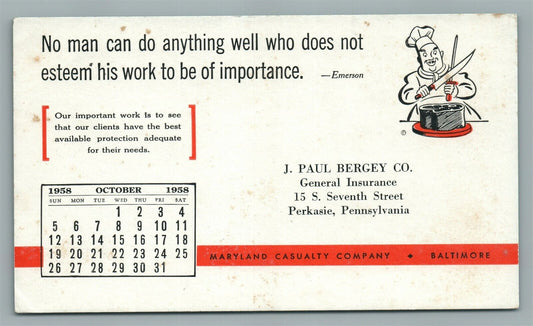 No man can do anything well who does not
esteem his work to be of importance. —Emerson
Our important work is to see
that our clients have the best
available protection adequate
for their needs.
©
J. PAUL BERGEY CO.
General Insurance
15 S. Seventh Street
Perkasie, Pennsylvania
1958 OCTOBER 1958
SUN MON TUE WED THU FRI SAT
1 2 3 4
5 6 7 8 9 10 11
12 13 14 15 16 17 18
19 20 21 22 23 24 25
26 27 28 29 30 31
MARYLAND CASUALTY COMPANY ✦ BALTIMORE